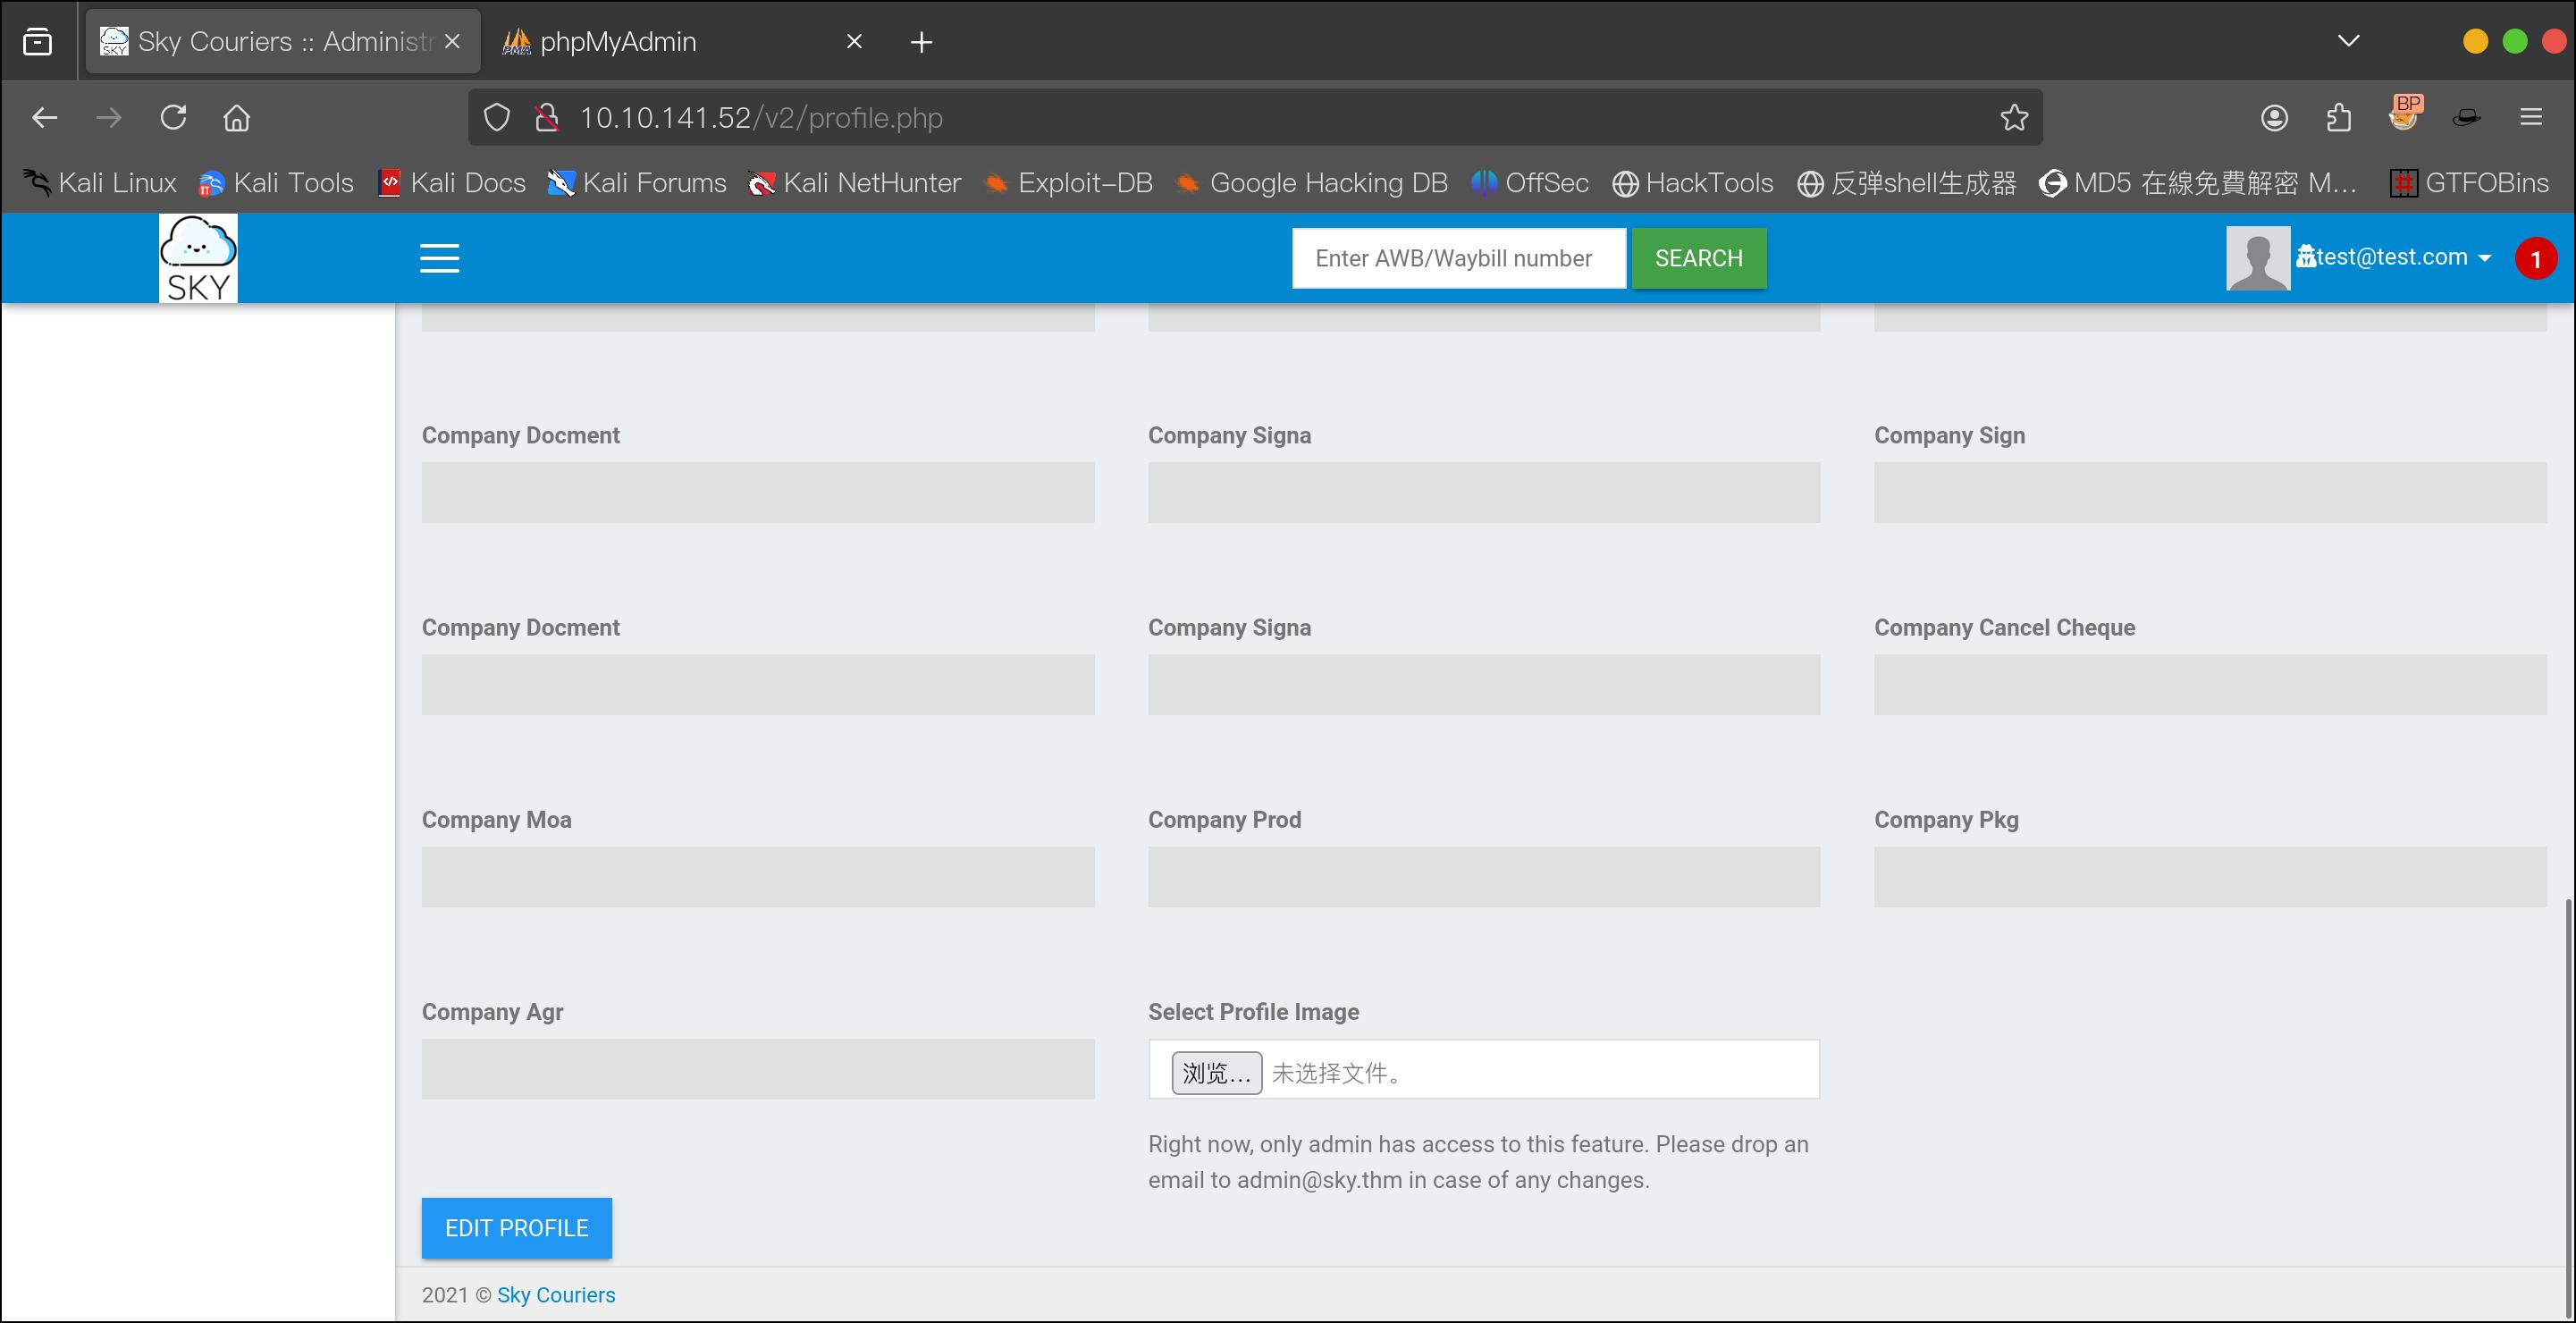 Sky Couriers :: Administr
phpMyAdmin
10.10.141.52/v2/profile.php
BP
Kali Linux
Kali Tools
Kali Docs
Kali Forums
Kali NetHunter
Exploit-DB
Google Hacking DB
OffSec
HackTools
反弹shell生成器
MD5 在線免費解密 M...
GTFOBins
SKY
Enter AWB/Waybill number
SEARCH
test@test.com
1
Company Docment
Company Signa
Company Sign
Company Docment
Company Signa
Company Cancel Cheque
Company Moa
Company Prod
Company Pkg
Company Agr
Select Profile Image
浏览... 未选择文件。
Right now, only admin has access to this feature. Please drop an
email to admin@sky.thm in case of any changes.
EDIT PROFILE
2021 © Sky Couriers